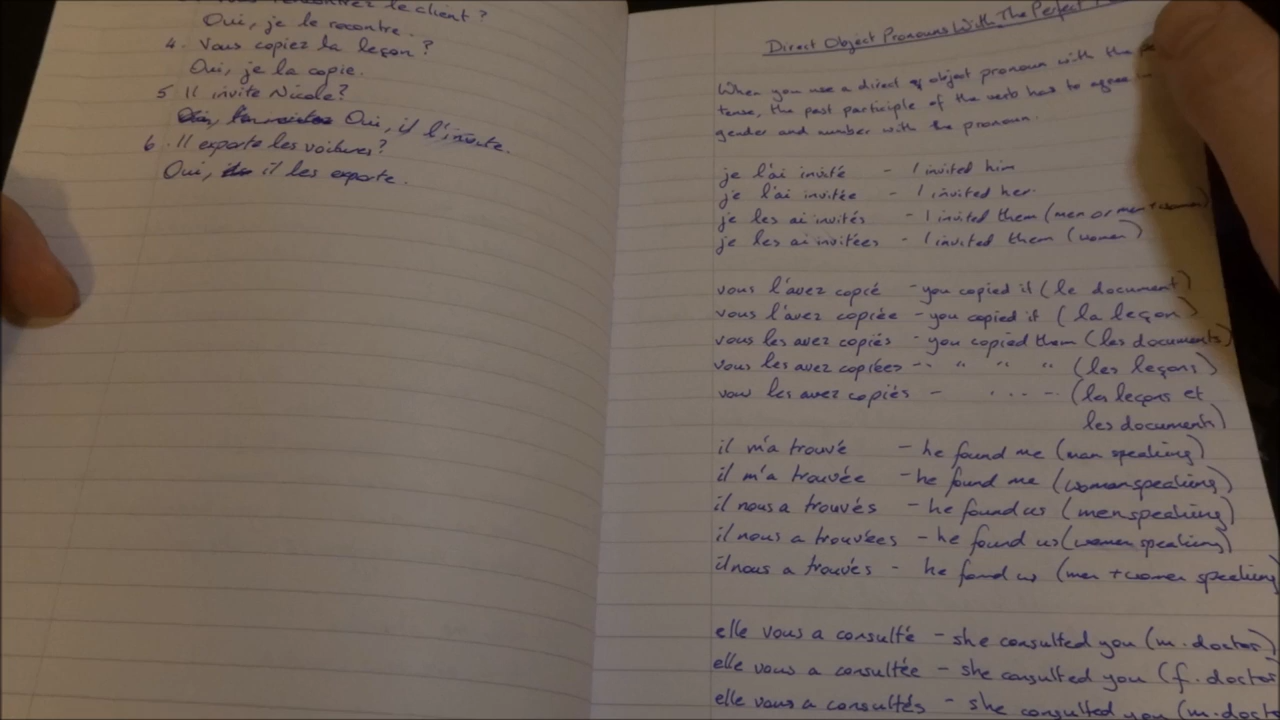 vous rencontrez le client ?
Oui, je le recontre.
4. Vous copiez la leçon ?
Oui, je la copie.
5 Il invite Nicole?
Oui, il l'invite.
6. Il exporte les voitures?
Oui, il les exporte.
Direct Object Pronouns With The Perfect
When you use a direct object pronoun with the
tense, the past participle of the verb has to agree in
gender and number with the pronoun.
je l'ai invité - I invited him
je l'ai invitée - I invited her.
je les ai invités - I invited them (men or men + women)
je les ai invitées - I invited them (women)
vous l'avez copié - you copied it (le document)
vous l'avez copiée - you copied it (la leçon)
vous les avez copiés - you copied them (les documents)
vous les avez copiées - " " " " (les leçons)
vous les avez copiés - . . . - (les leçons et
les documents)
il m'a trouvé - he found me (man speaking)
il m'a trouvée - he found me (woman speaking)
il nous a trouvés - he found us (men speaking)
il nous a trouvées - he found us (women speaking)
il nous a trouvés - he found us (men + women speaking
elle vous a consulté - she consulted you (m. doctor)
elle vous a consultée - she consulted you (f. doctor
elle vous a consultés - she consulted you (m. docto